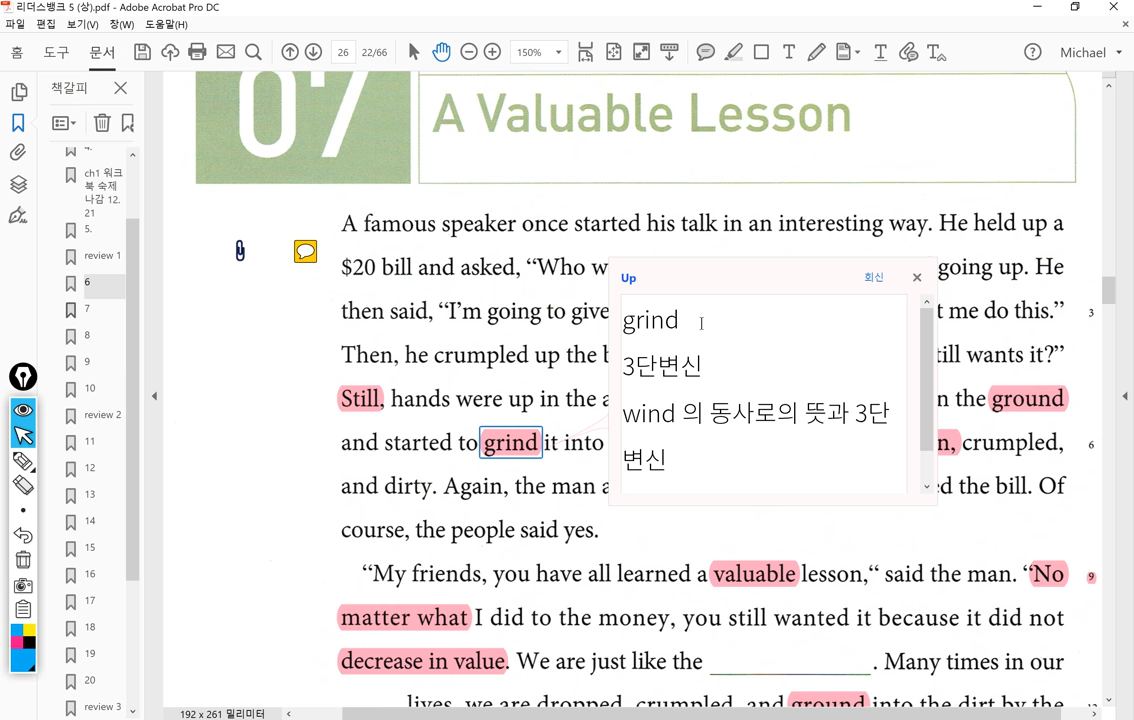 리더스뱅크 5 (상).pdf - Adobe Acrobat Pro DC
파일 편집 보기(V) 창(W) 도움말(H)
홈 도구 문서 26 22/66 150% Michael
책갈피
4.
ch1 워크
북 숙제
나감 12.
21
5.
review 1
6
7
8
9
10
review 2
11
12
13
14
15
16
17
18
19
20
review 3
07
A Valuable Lesson
A famous speaker once started his talk in an interesting way. He held up a
$20 bill and asked, “Who w going up. He
then said, “I’m going to give t me do this.” 3
Then, he crumpled up the b till wants it?”
Still, hands were up in the a n the ground
and started to grind it into n, crumpled, 6
and dirty. Again, the man a ed the bill. Of
course, the people said yes.
Up 회신
grind
3단변신
wind 의 동사로의 뜻과 3단
변신
“My friends, you have all learned a valuable lesson,“ said the man. “No 9
matter what I did to the money, you still wanted it because it did not
decrease in value. We are just like the ____________ . Many times in our
lives, we are dropped, crumpled, and ground into the dirt by the
192 x 261 밀리미터